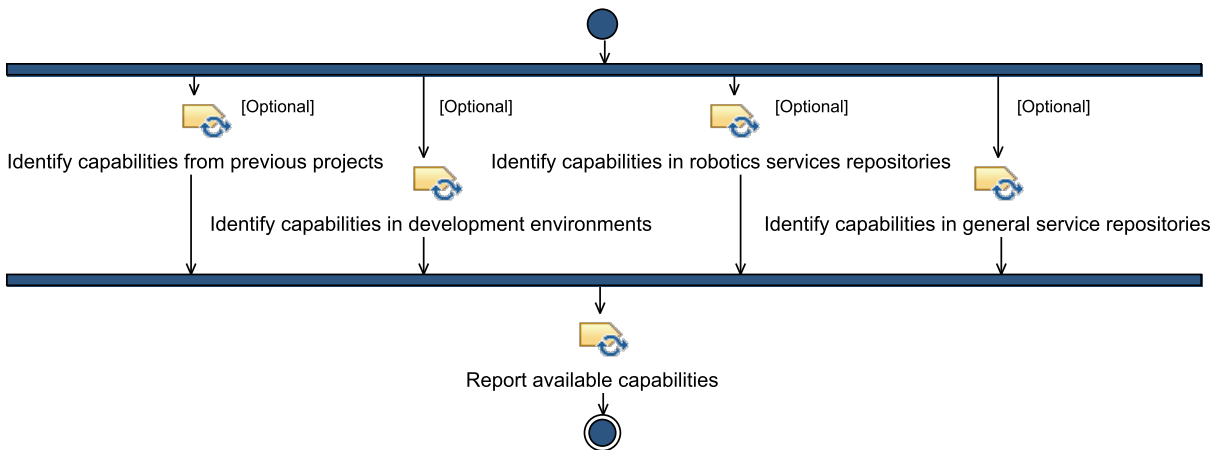 [Optional]
[Optional]
[Optional]
[Optional]
Identify capabilities from previous projects
Identify capabilities in robotics services repositories
Identify capabilities in development environments
Identify capabilities in general service repositories
Report available capabilities